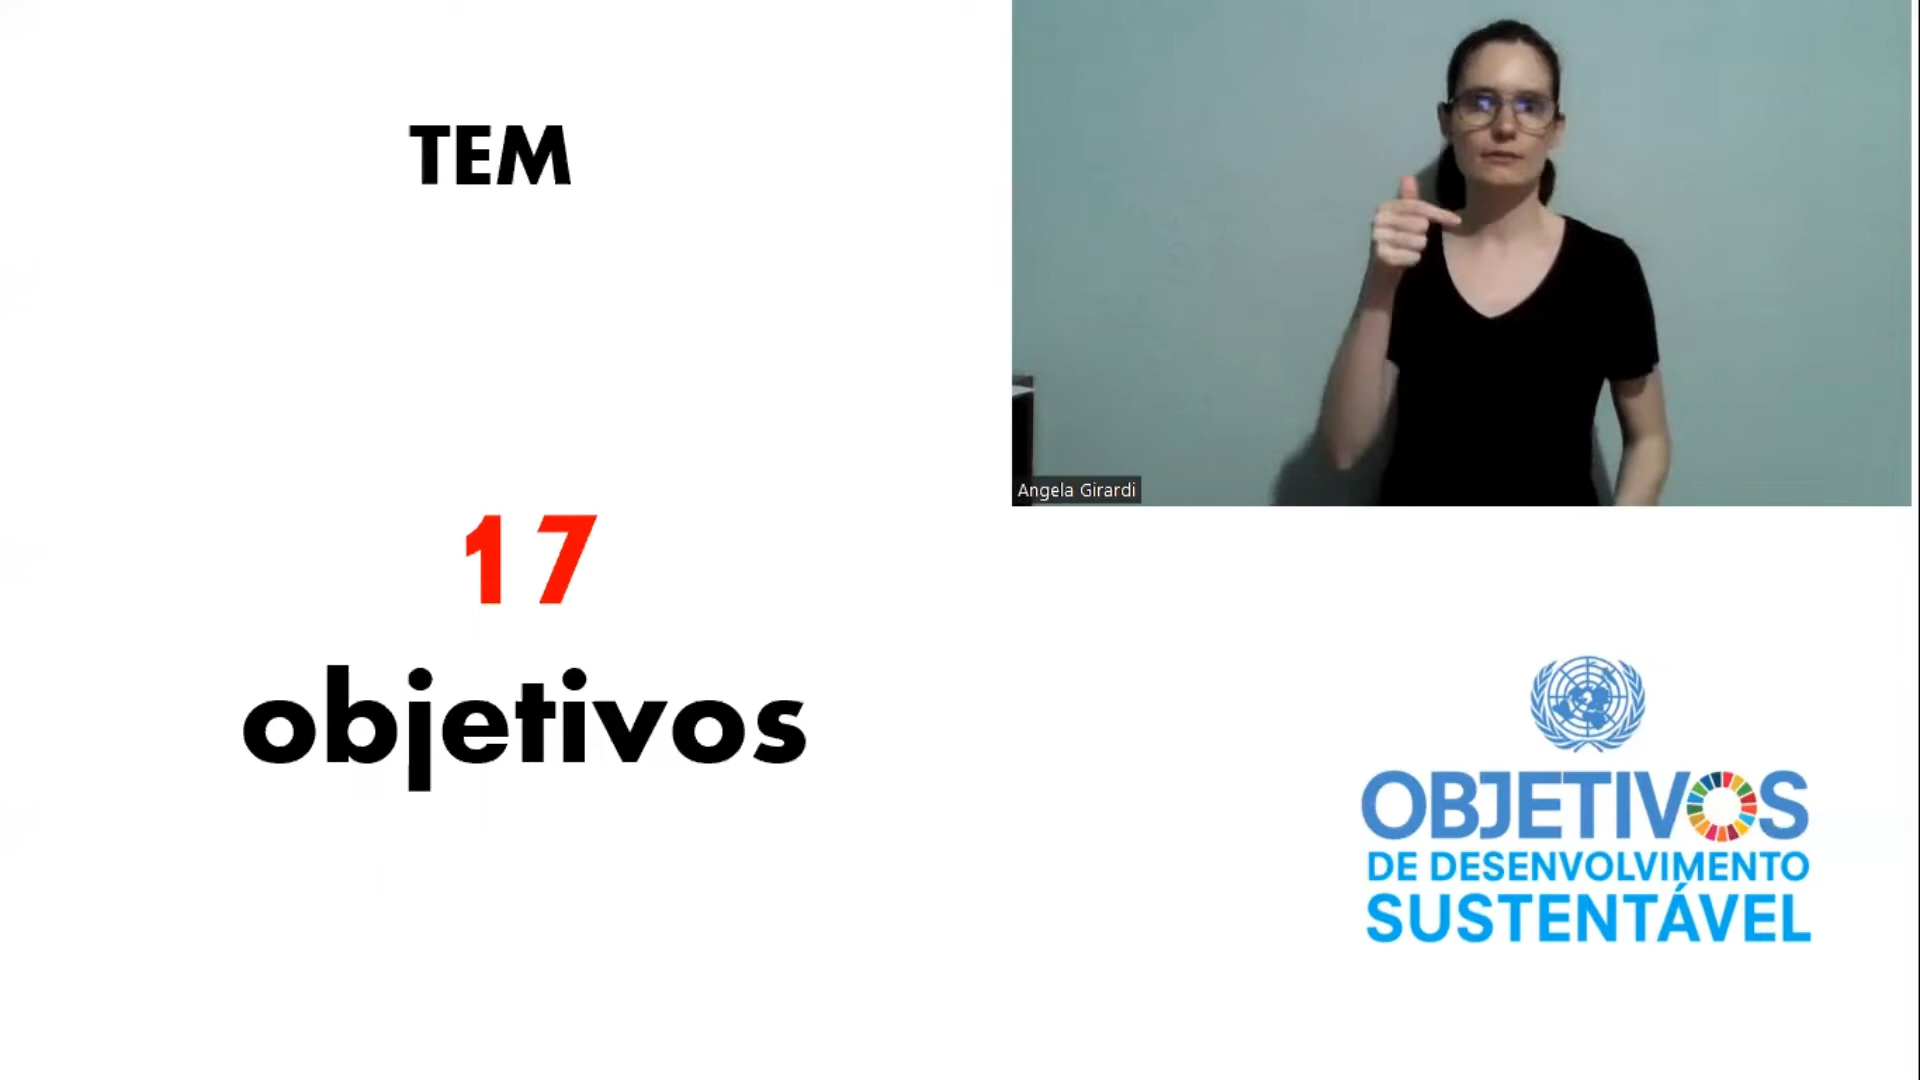 TEM
17
objetivos
Angela Girardi
OBJETIVOS
DE DESENVOLVIMENTO
SUSTENTÁVEL